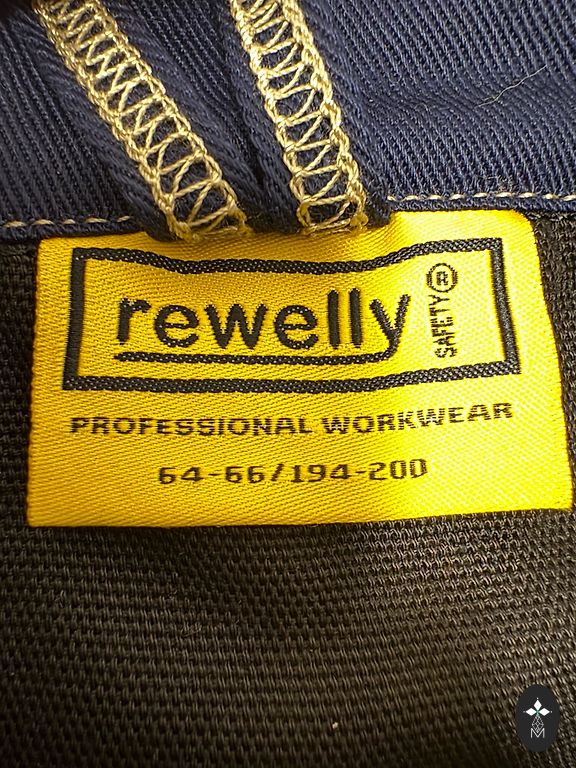 rewelly
SAFETY ®
PROFESSIONAL WORKWEAR
64-66/194-200
M